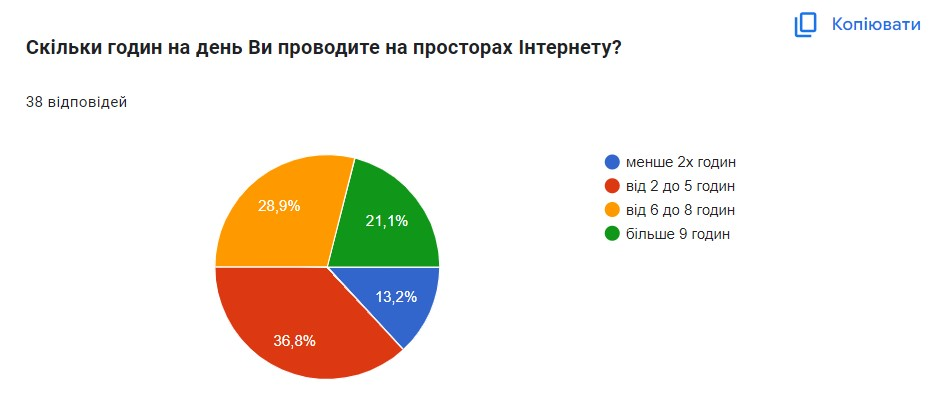 Копіювати
Скільки годин на день Ви проводите на просторах Інтернету?
38 відповідей
менше 2х годин
від 2 до 5 годин
від 6 до 8 годин
більше 9 годин
28,9%
21,1%
13,2%
36,8%